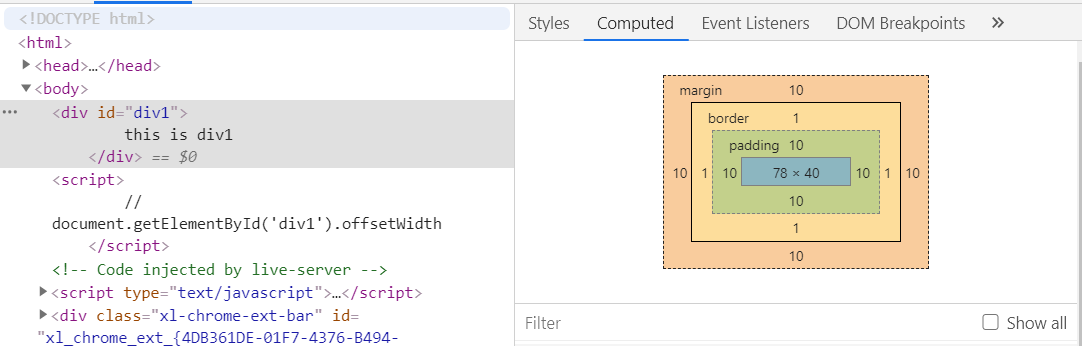 <!DOCTYPE html>
<html>
<head>…</head>
<body>
<div id="div1">
this is div1
</div> == $0
<script>
//
document.getElementById('div1').offsetWidth
</script>
<!-- Code injected by live-server -->
<script type="text/javascript">…</script>
<div class="xl-chrome-ext-bar" id=
"xl_chrome_ext_{4DB361DE-01F7-4376-B494-
Styles Computed Event Listeners DOM Breakpoints
margin 10
border 1
padding 10
10 1 10 78 × 40 10 1 10
10
1
10
Filter Show all